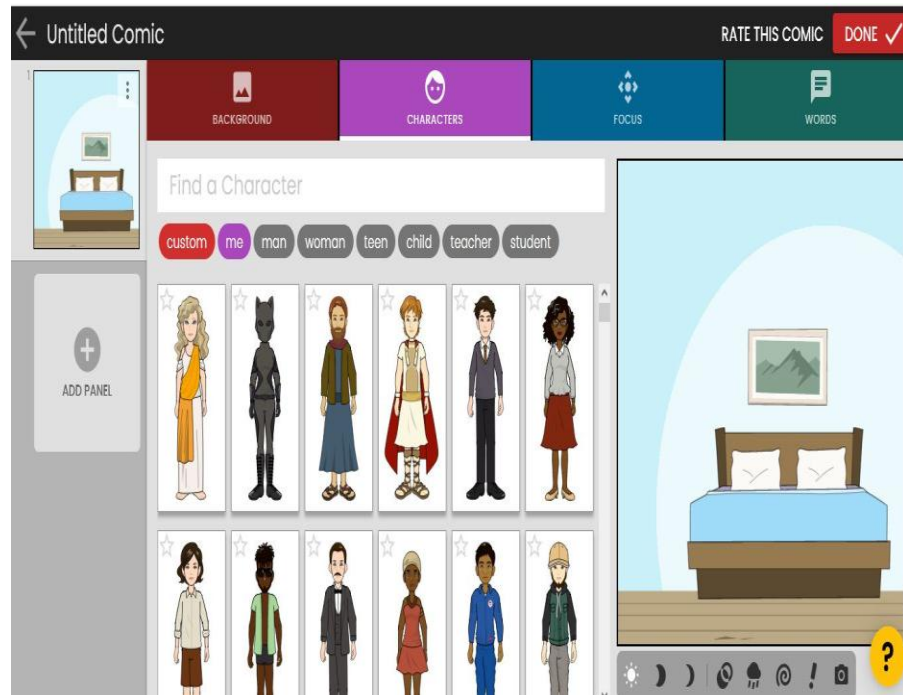 Untitled Comic
RATE THIS COMIC
DONE
1
BACKGROUND
CHARACTERS
FOCUS
WORDS
Find a Character
custom me man woman teen child teacher student
ADD PANEL
?